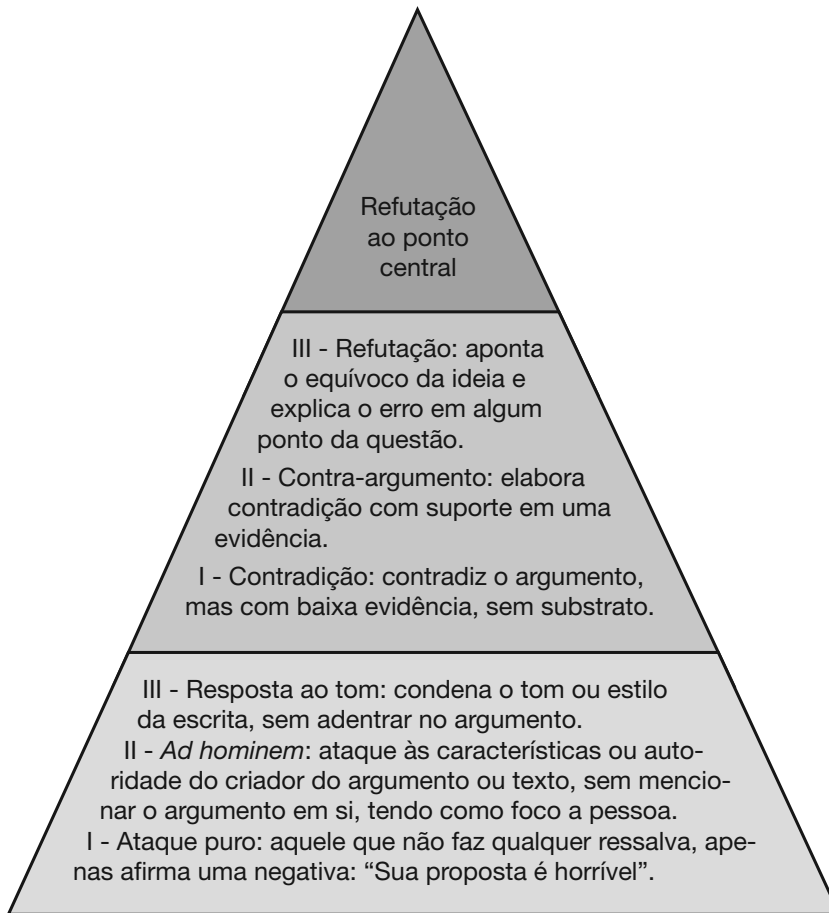 Refutação
ao ponto
central
III - Refutação: aponta
o equívoco da ideia e
explica o erro em algum
ponto da questão.
II - Contra-argumento: elabora
contradição com suporte em uma
evidência.
I - Contradição: contradiz o argumento,
mas com baixa evidência, sem substrato.
III - Resposta ao tom: condena o tom ou estilo
da escrita, sem adentrar no argumento.
II - Ad hominem: ataque às características ou auto-
ridade do criador do argumento ou texto, sem mencio-
nar o argumento em si, tendo como foco a pessoa.
I - Ataque puro: aquele que não faz qualquer ressalva, ape-
nas afirma uma negativa: “Sua proposta é horrível”.